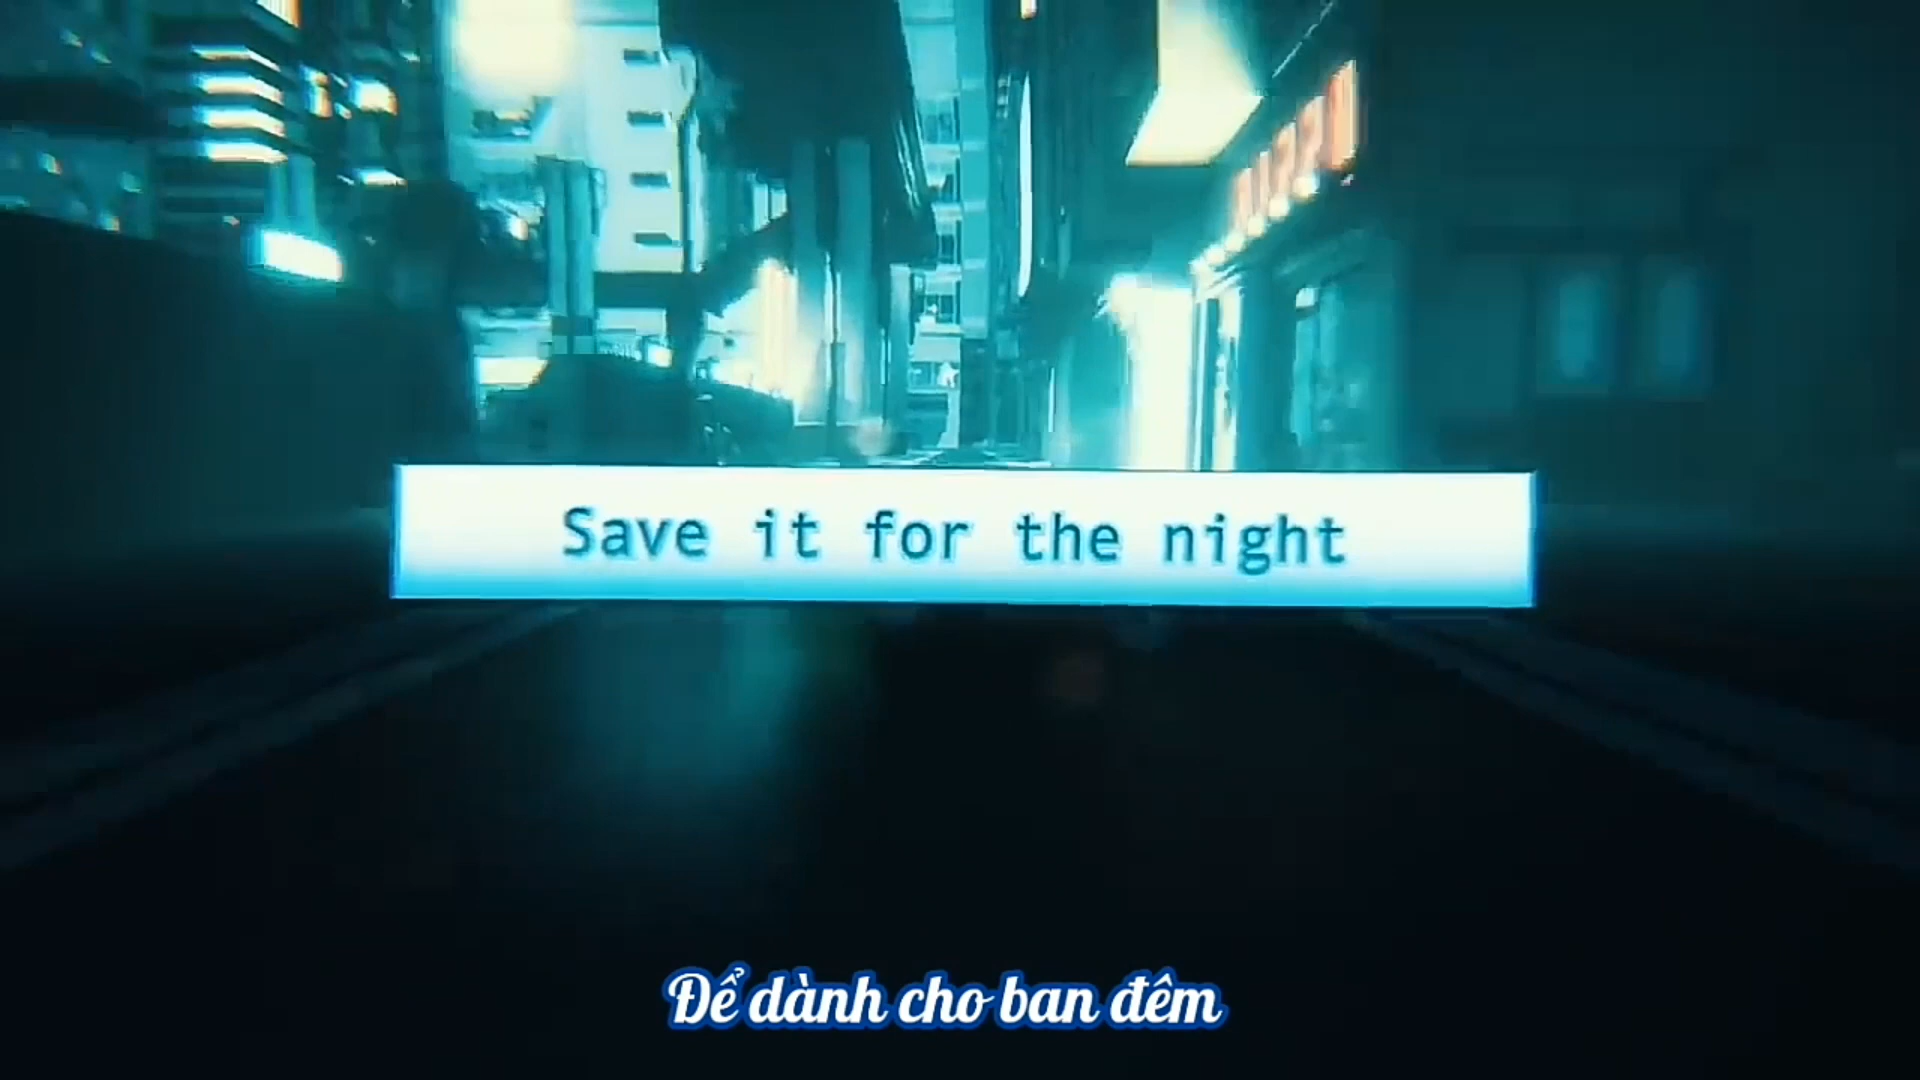 Save it for the night
Để dành cho ban đêm